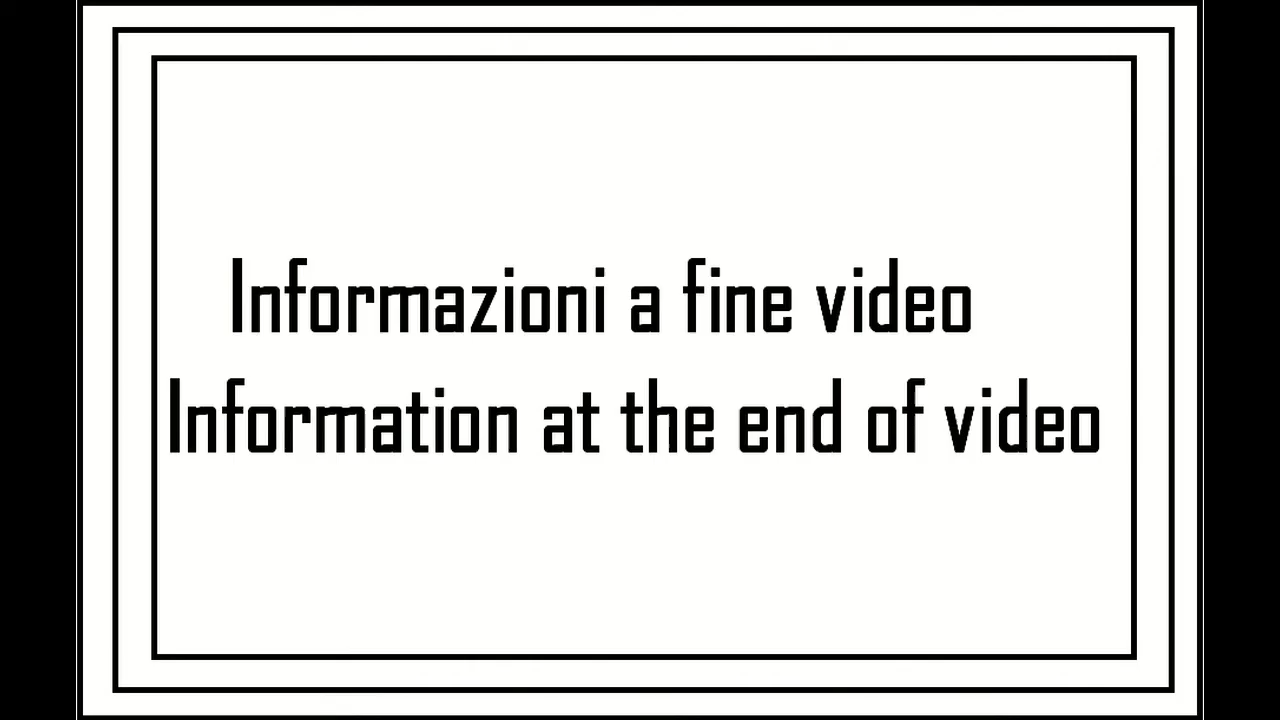 Informazioni a fine video
Information at the end of video